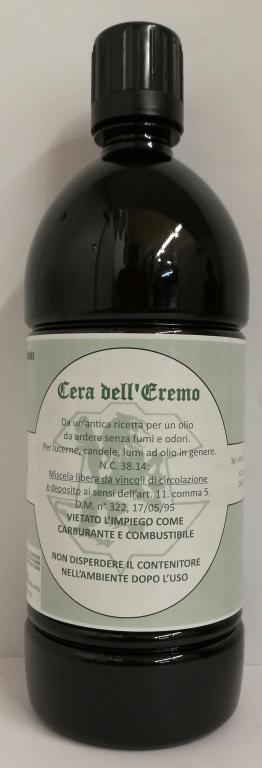 Cera dell'Eremo
Da un'antica ricetta per un olio
da ardere senza fumi e odori.
Per lucerne, candele, lumi ad olio in genere.
N.C. 38.14:
Miscela libera da vincoli di circolazione
e deposito ai sensi dell'art. 11. comma 5.
D.M. n° 322, 17/05/95
VIETATO L'IMPIEGO COME
CARBURANTE E COMBUSTIBILE
NON DISPERDERE IL CONTENITORE
NELL'AMBIENTE DOPO L'USO